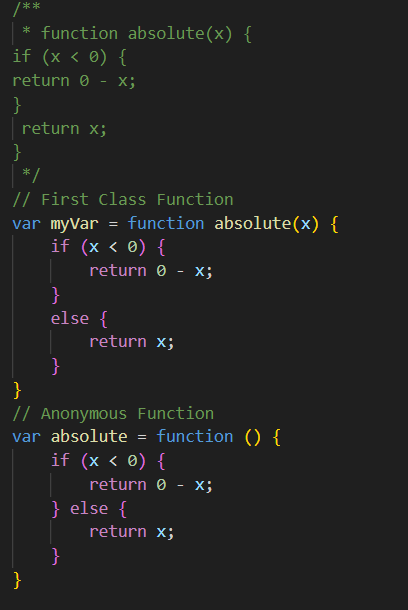 /**
 * function absolute(x) {
if (x < 0) {
return 0 - x;
}
 return x;
}
 */
// First Class Function
var myVar = function absolute(x) {
    if (x < 0) {
        return 0 - x;
    }
    else {
        return x;
    }
}
// Anonymous Function
var absolute = function () {
    if (x < 0) {
        return 0 - x;
    } else {
        return x;
    }
}